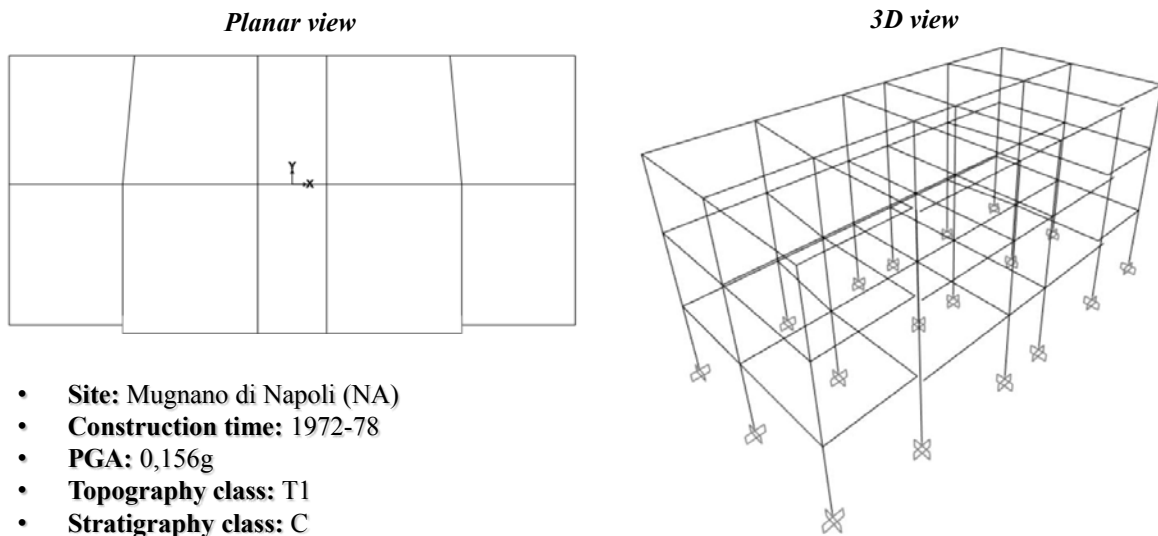 Planar view
3D view
Y
X
• Site: Mugnano di Napoli (NA)
• Construction time: 1972-78
• PGA: 0,156g
• Topography class: T1
• Stratigraphy class: C